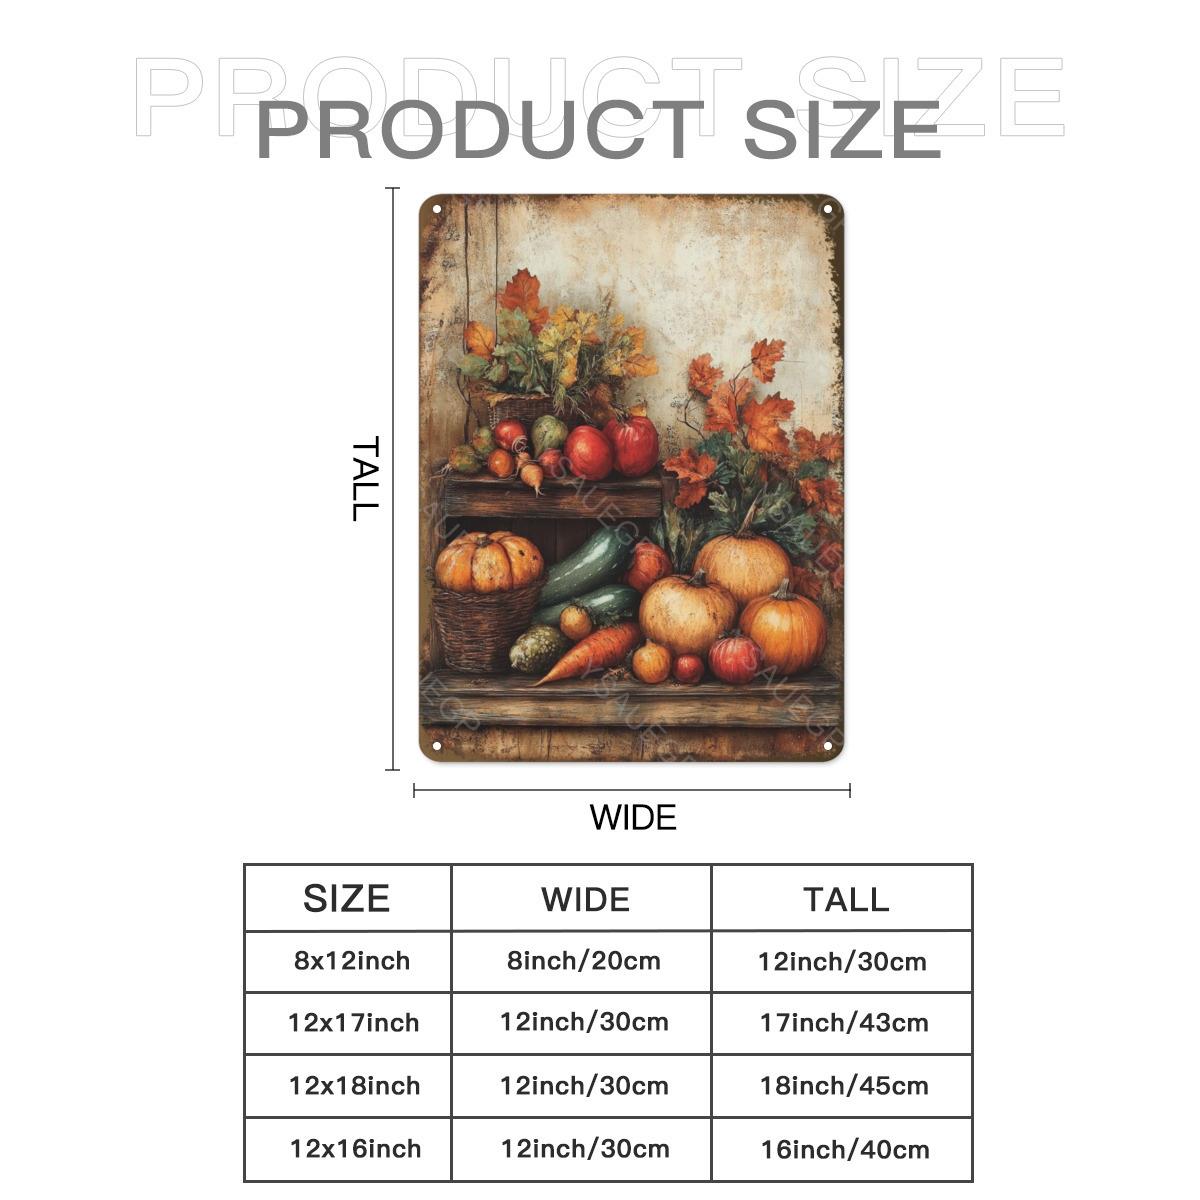 PRODUCT SIZE
PRODUCT SIZE
TALL
WIDE
SIZE WIDE TALL
8x12inch 8inch/20cm 12inch/30cm
12x17inch 12inch/30cm 17inch/43cm
12x18inch 12inch/30cm 18inch/45cm
12x16inch 12inch/30cm 16inch/40cm